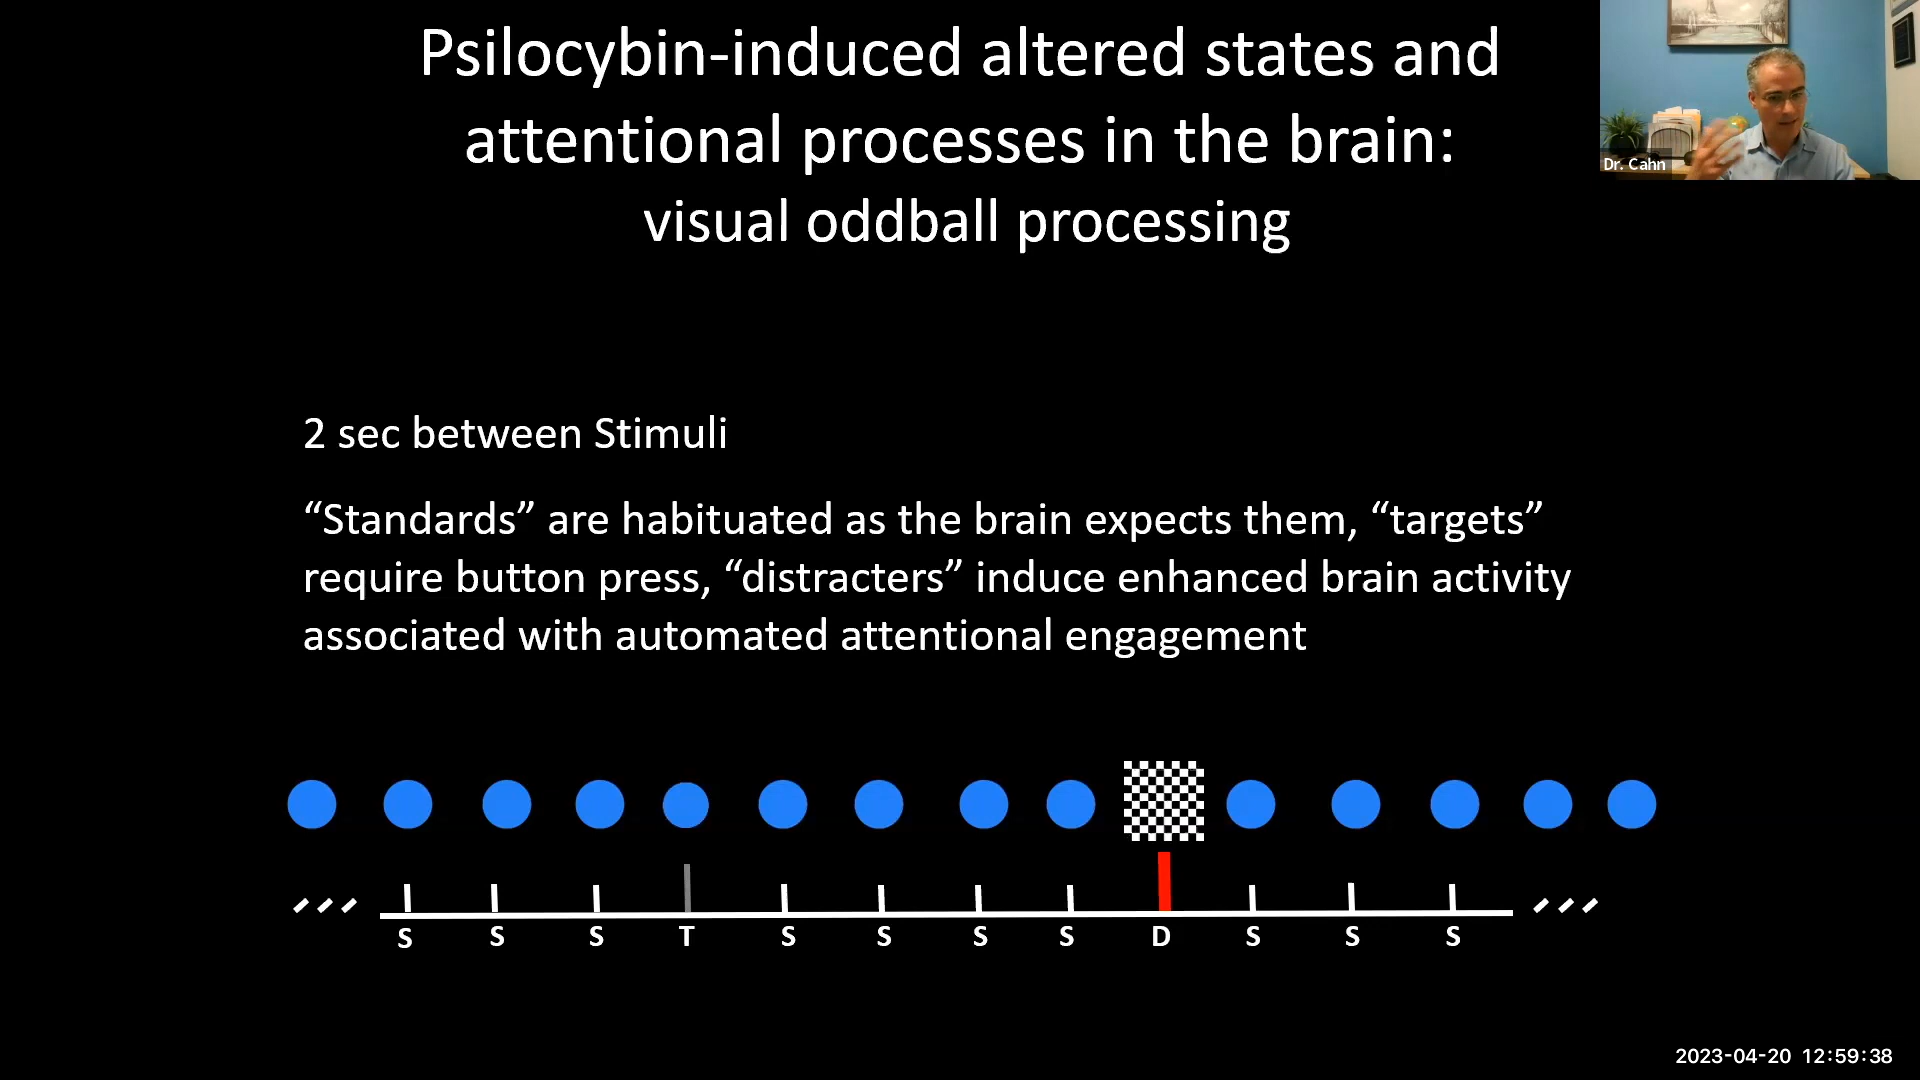 Psilocybin-induced altered states and
attentional processes in the brain:
visual oddball processing
Dr. Cahn
2 sec between Stimuli
“Standards” are habituated as the brain expects them, “targets”
require button press, “distracters” induce enhanced brain activity
associated with automated attentional engagement
S S S T S S S S D S S S
2023-04-20 12:59:38